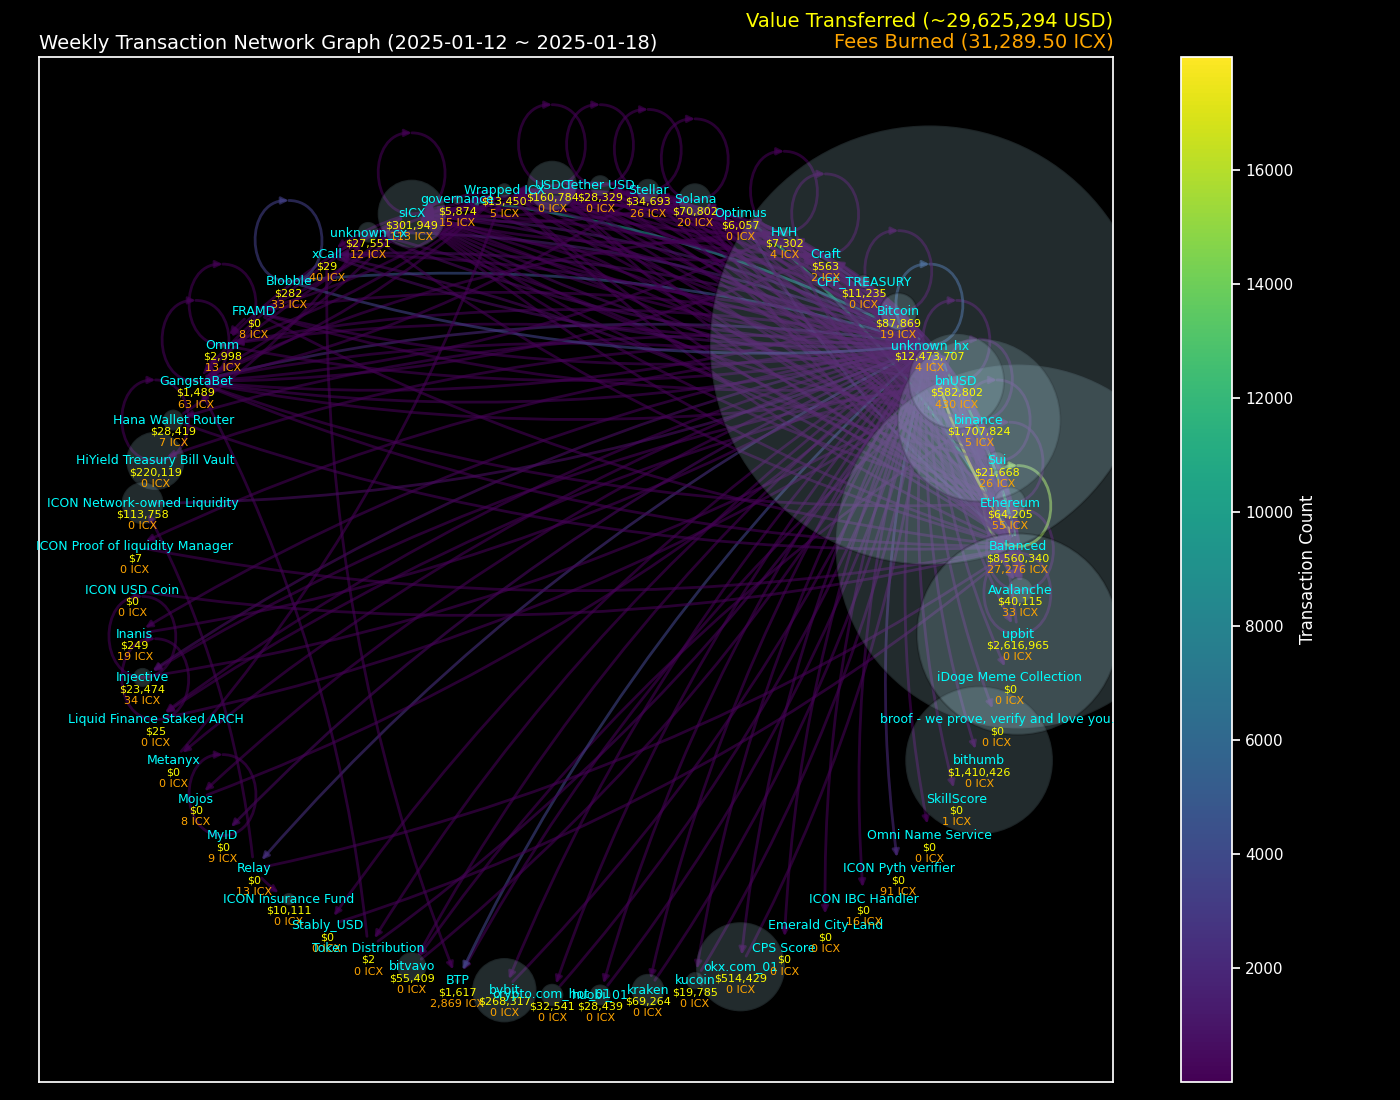 Value Transferred (~29,625,294 USD)
Weekly Transaction Network Graph (2025-01-12 ~ 2025-01-18)
Fees Burned (31,289.50 ICX)
USDC
$160,784
0 ICX
Tether USD
$28,329
0 ICX
Stellar
$34,693
26 ICX
Wrapped ICX
$13,450
5 ICX
Solana
$70,802
20 ICX
governance
$5,874
15 ICX
Optimus
$6,057
0 ICX
sICX
$301,949
113 ICX
HVH
$7,302
4 ICX
unknown_cx
$27,551
12 ICX
Craft
$563
2 ICX
xCall
$29
40 ICX
CPF_TREASURY
$11,235
0 ICX
Blobble
$282
33 ICX
Bitcoin
$87,869
19 ICX
FRAMD
$0
8 ICX
unknown_hx
$12,473,707
4 ICX
Omm
$2,998
13 ICX
bnUSD
$582,802
430 ICX
GangstaBet
$1,489
63 ICX
binance
$1,707,824
5 ICX
Hana Wallet Router
$28,419
7 ICX
Sui
$21,668
26 ICX
HiYield Treasury Bill Vault
$220,119
0 ICX
Ethereum
$64,205
55 ICX
ICON Network-owned Liquidity
$113,758
0 ICX
Balanced
$8,560,340
27,276 ICX
ICON Proof of liquidity Manager
$7
0 ICX
Avalanche
$40,115
33 ICX
ICON USD Coin
$0
0 ICX
upbit
$2,616,965
0 ICX
Inanis
$249
19 ICX
iDoge Meme Collection
$0
0 ICX
Injective
$23,474
34 ICX
broof - we prove, verify and love you.
$0
0 ICX
Liquid Finance Staked ARCH
$25
0 ICX
bithumb
$1,410,426
0 ICX
Metanyx
$0
0 ICX
SkillScore
$0
1 ICX
Mojos
$0
8 ICX
Omni Name Service
$0
0 ICX
MyID
$0
9 ICX
ICON Pyth verifier
$0
91 ICX
Relay
$0
13 ICX
ICON IBC Handler
$0
16 ICX
ICON Insurance Fund
$10,111
0 ICX
Emerald City Land
$0
0 ICX
Stably_USD
$0
0 ICX
CPS Score
$0
0 ICX
Token Distribution
$2
0 ICX
okx.com_01
$514,429
0 ICX
bitvavo
$55,409
0 ICX
kucoin
$19,785
0 ICX
BTP
$1,617
2,869 ICX
kraken
$69,264
0 ICX
bybit
$268,317
0 ICX
crypto.com_hot_01
$32,541
0 ICX
huobi_01
$28,439
0 ICX
16000
14000
12000
10000
8000
6000
4000
2000
Transaction Count